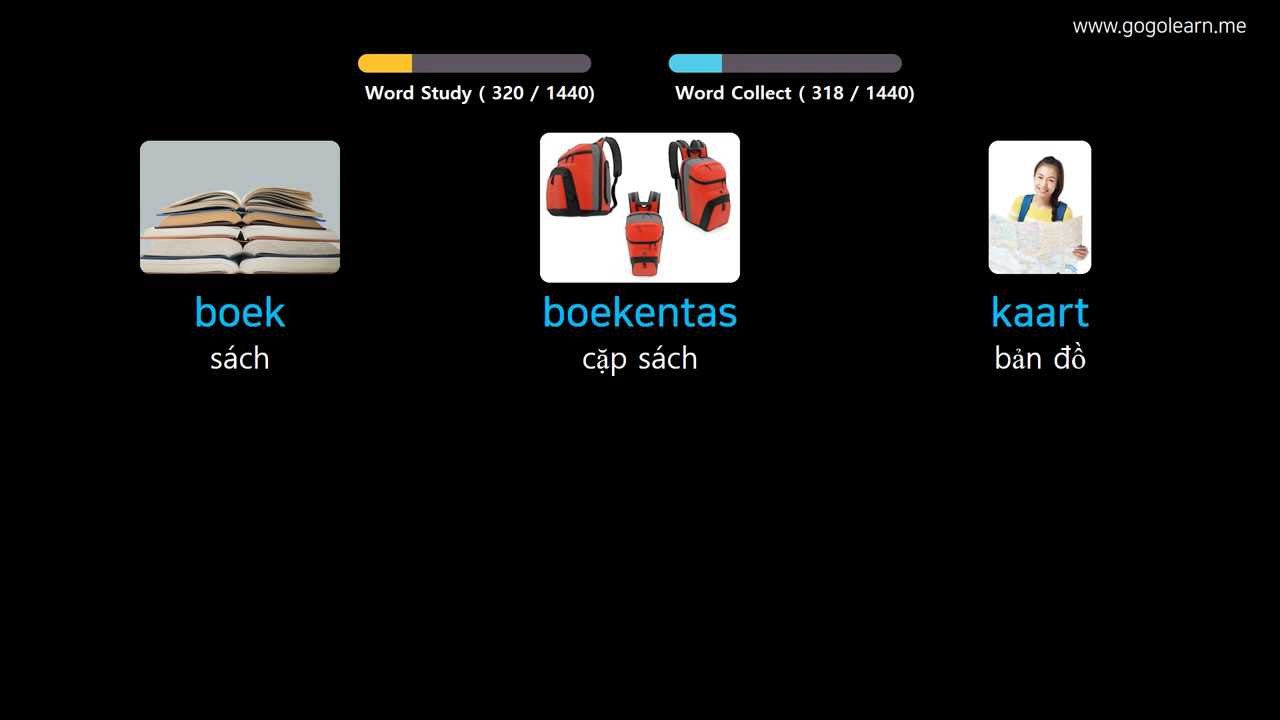 www.gogolearn.me
Word Study ( 320 / 1440)
Word Collect ( 318 / 1440)
boek
boekentas
kaart
sách
cặp sách
bản đồ